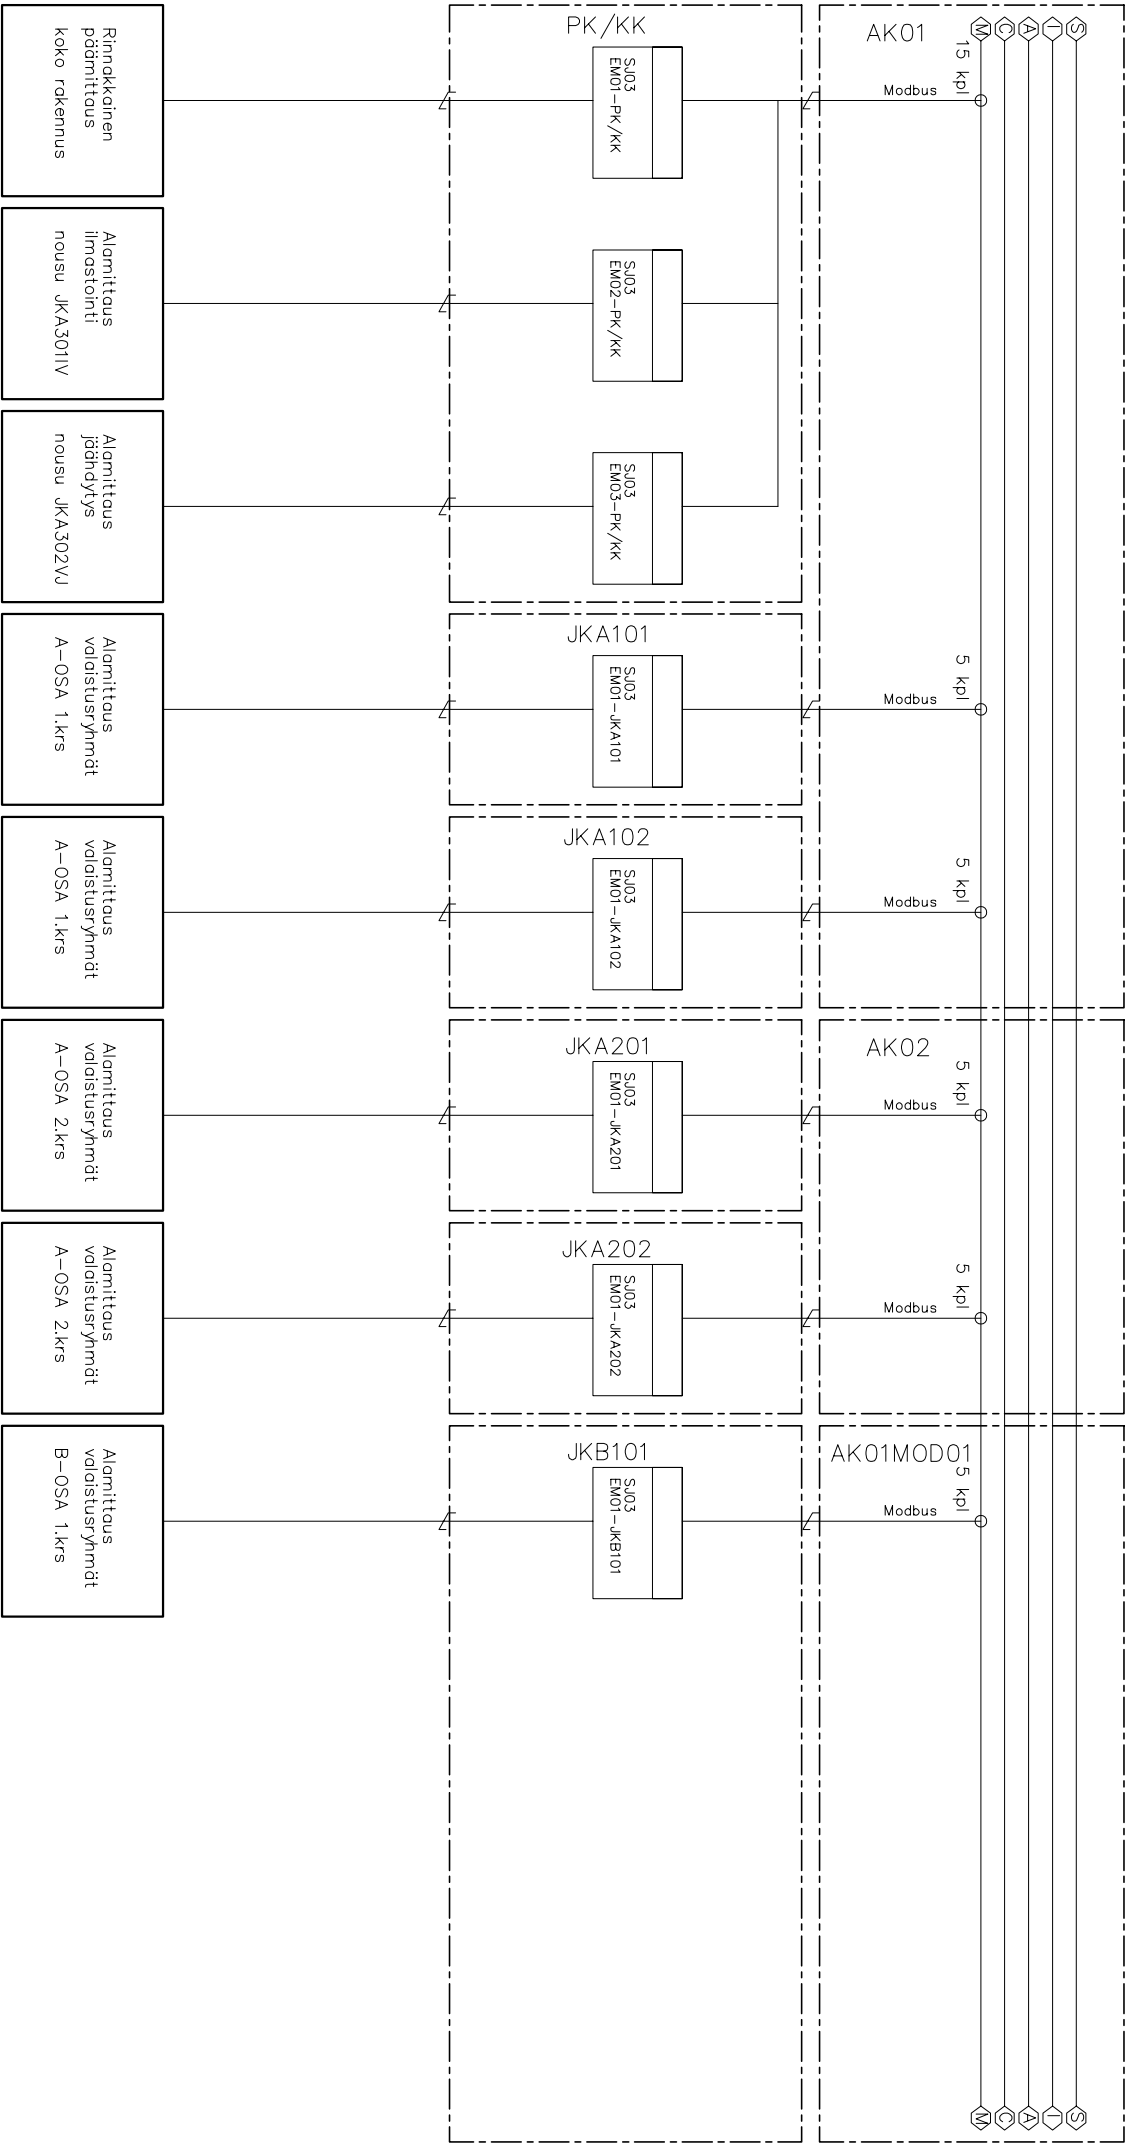 PK/KK
AK01
S
I
A
C
M
15 kpl
Modbus
SJ03
EM01-PK/KK
Rinnakkainen
päämittaus
koko rakennus
SJ03
EM02-PK/KK
Alamittaus
ilmastointi
nousu JKA301IV
SJ03
EM03-PK/KK
Alamittaus
jäähdytys
nousu JKA302VJ
JKA101
5 kpl
Modbus
SJ03
EM01-JKA101
Alamittaus
valaistusryhmät
A-OSA 1.krs
JKA102
5 kpl
Modbus
SJ03
EM01-JKA102
Alamittaus
valaistusryhmät
A-OSA 1.krs
JKA201
AK02
5 kpl
Modbus
SJ03
EM01-JKA201
Alamittaus
valaistusryhmät
A-OSA 2.krs
JKA202
5 kpl
Modbus
SJ03
EM01-JKA202
Alamittaus
valaistusryhmät
A-OSA 2.krs
JKB101
AK01MOD01
5 kpl
Modbus
SJ03
EM01-JKB101
Alamittaus
valaistusryhmät
B-OSA 1.krs
S
I
A
C
M